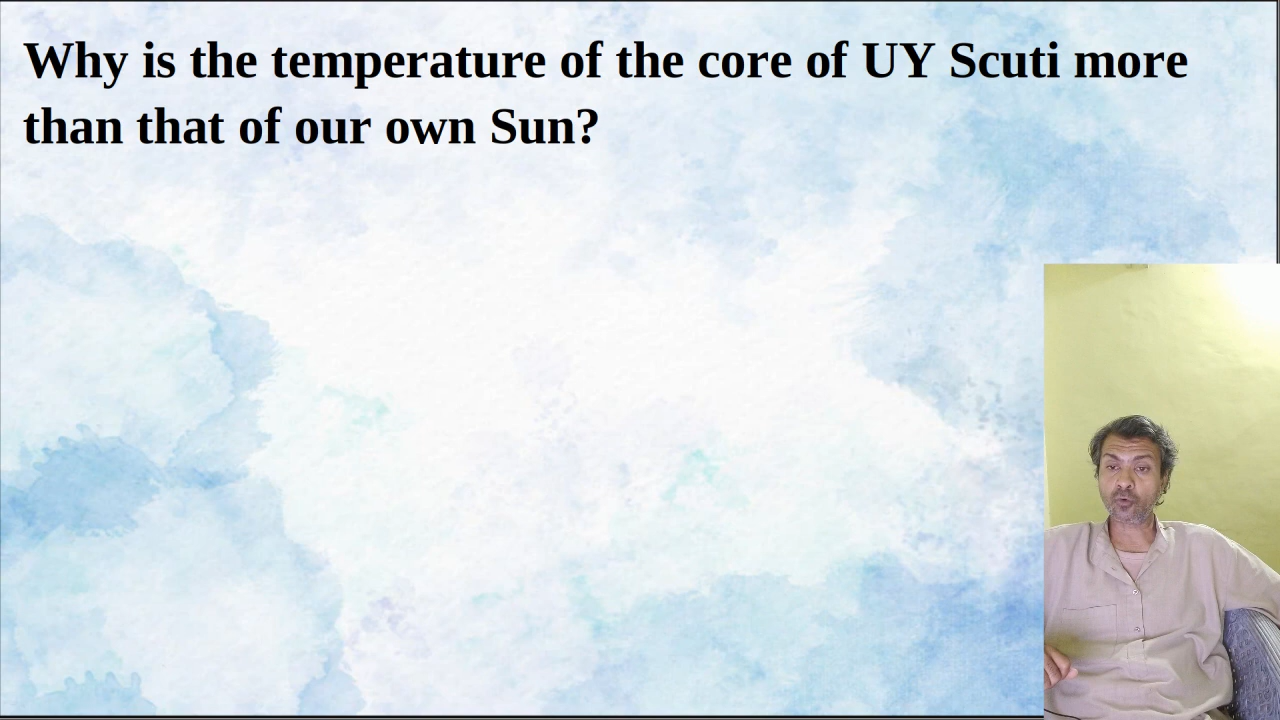 Why is the temperature of the core of UY Scuti more
than that of our own Sun?